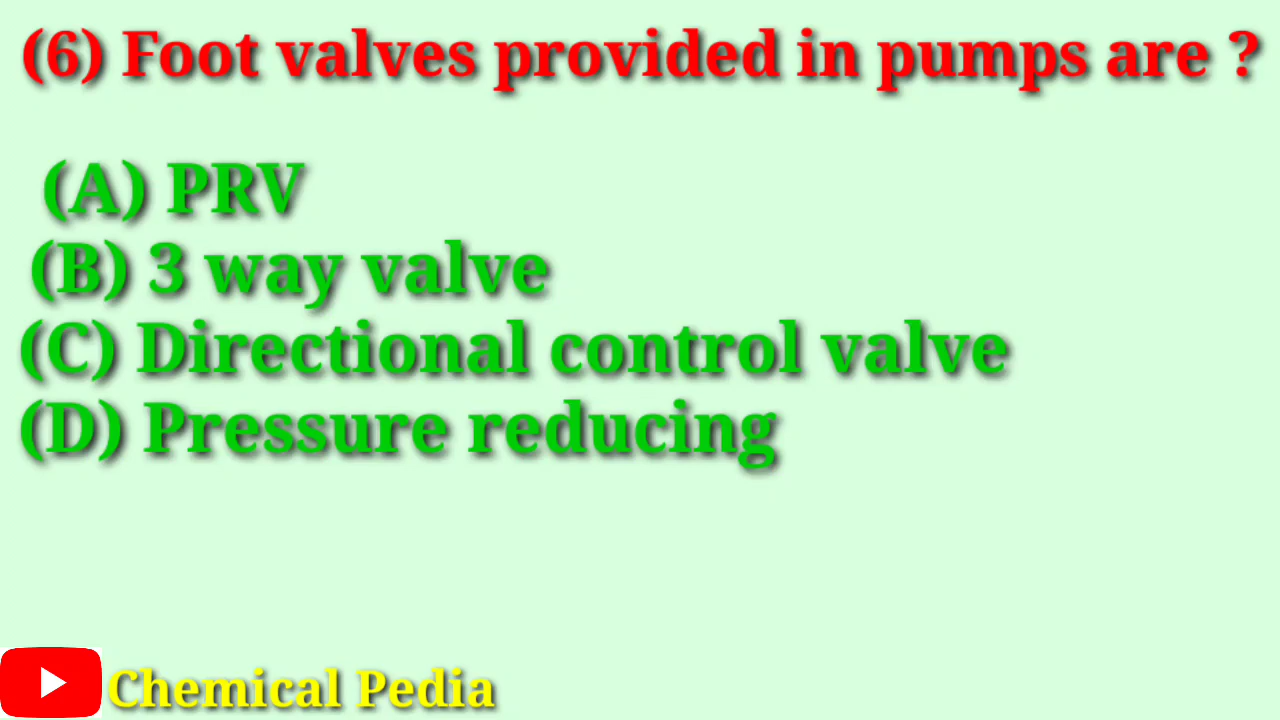 (6) Foot valves provided in pumps are ?
(A) PRV
(B) 3 way valve
(C) Directional control valve
(D) Pressure reducing
Chemical Pedia